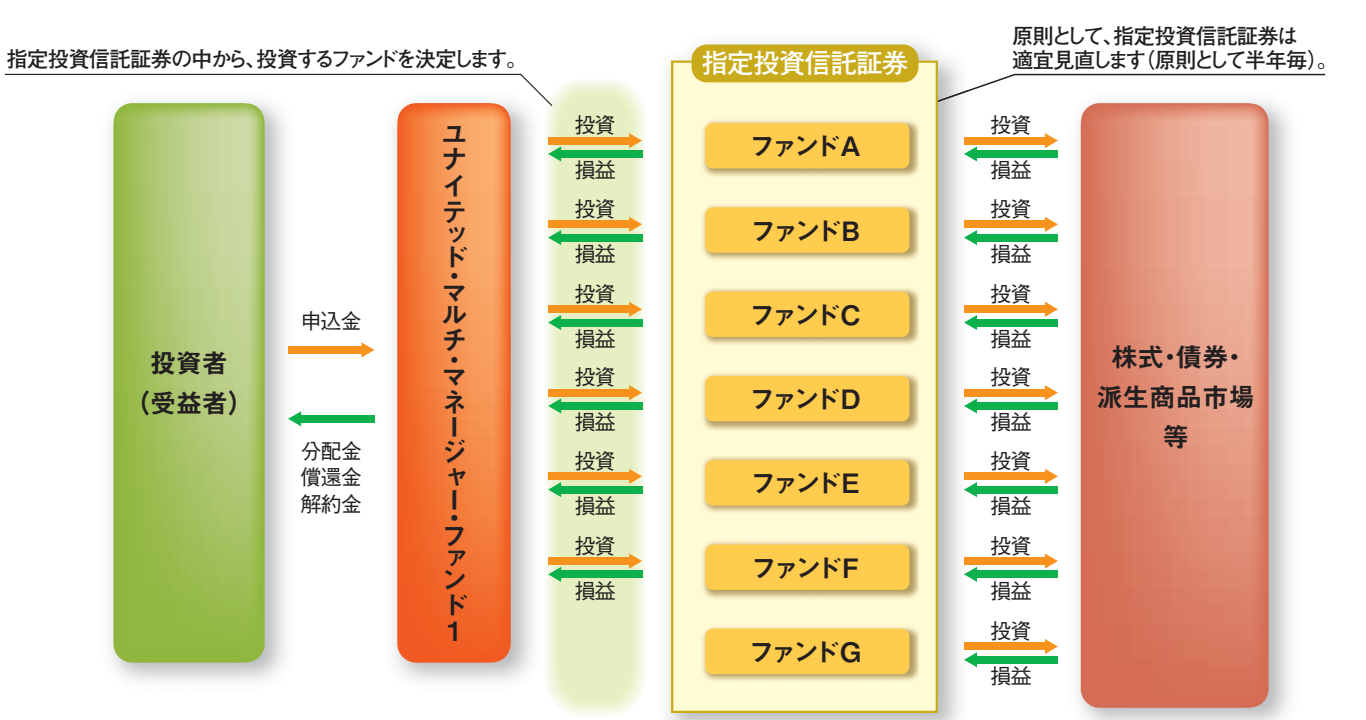 指定投資信託証券の中から、投資するファンドを決定します。
原則として、指定投資信託証券は
適宜見直します(原則として半年毎)。
指定投資信託証券
投資者
(受益者)
申込金
分配金
償還金
解約金
ユナイテッド・マルチ・マネージャー・ファンド1
投資
損益
ファンドA
投資
損益
投資
損益
ファンドB
投資
損益
投資
損益
ファンドC
投資
損益
投資
損益
ファンドD
投資
損益
投資
損益
ファンドE
投資
損益
投資
損益
ファンドF
投資
損益
ファンドG
投資
損益
株式・債券・
派生商品市場
等